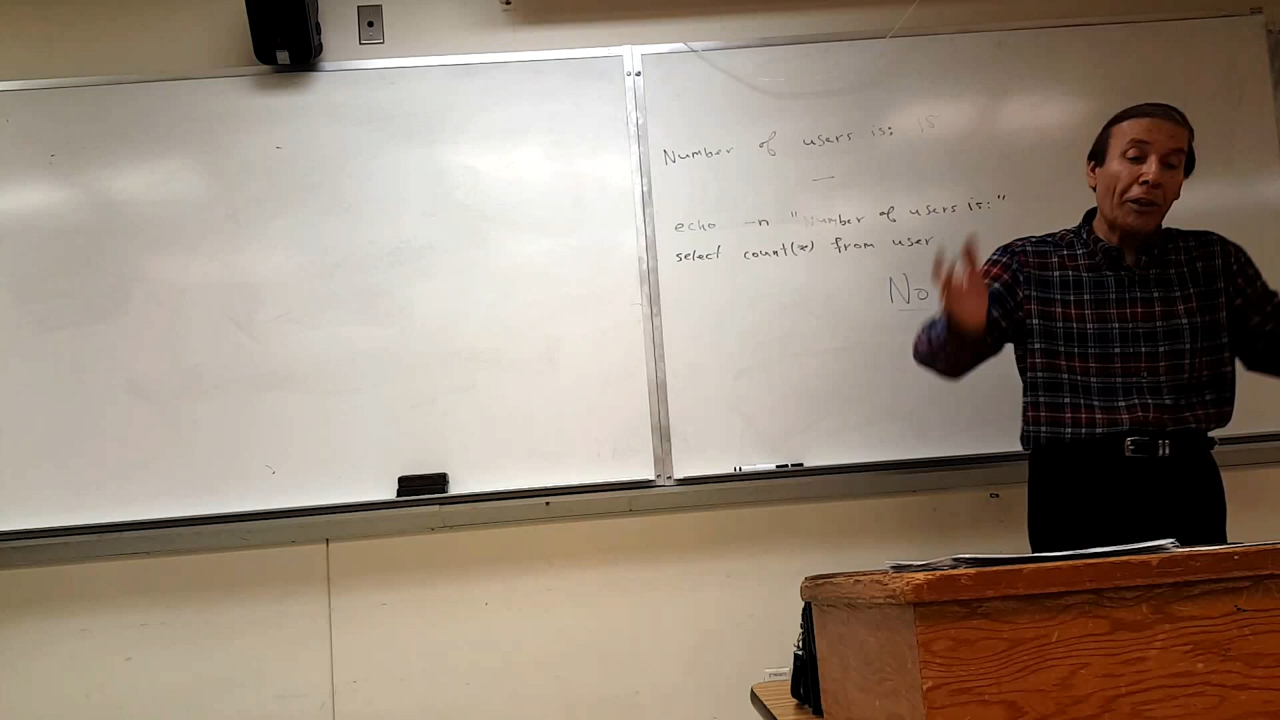 Number of users is: 15
echo -n "Number of users is:"
select count(*) from user
No